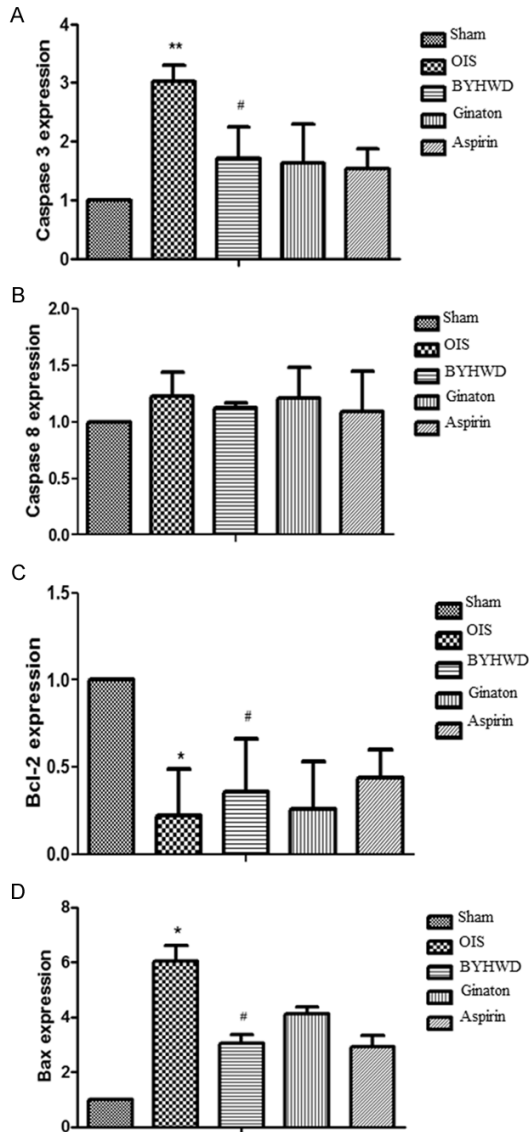 A
Caspase 3 expression
4
3
2
1
0
**
#
Sham
OIS
BYHWD
Ginaton
Aspirin
B
Caspase 8 expression
2.0
1.5
1.0
0.5
0.0
Sham
OIS
BYHWD
Ginaton
Aspirin
C
Bcl-2 expression
1.5
1.0
0.5
0.0
*
#
Sham
OIS
BYHWD
Ginaton
Aspirin
D
Bax expression
8
6
4
2
0
*
#
Sham
OIS
BYHWD
Ginaton
Aspirin